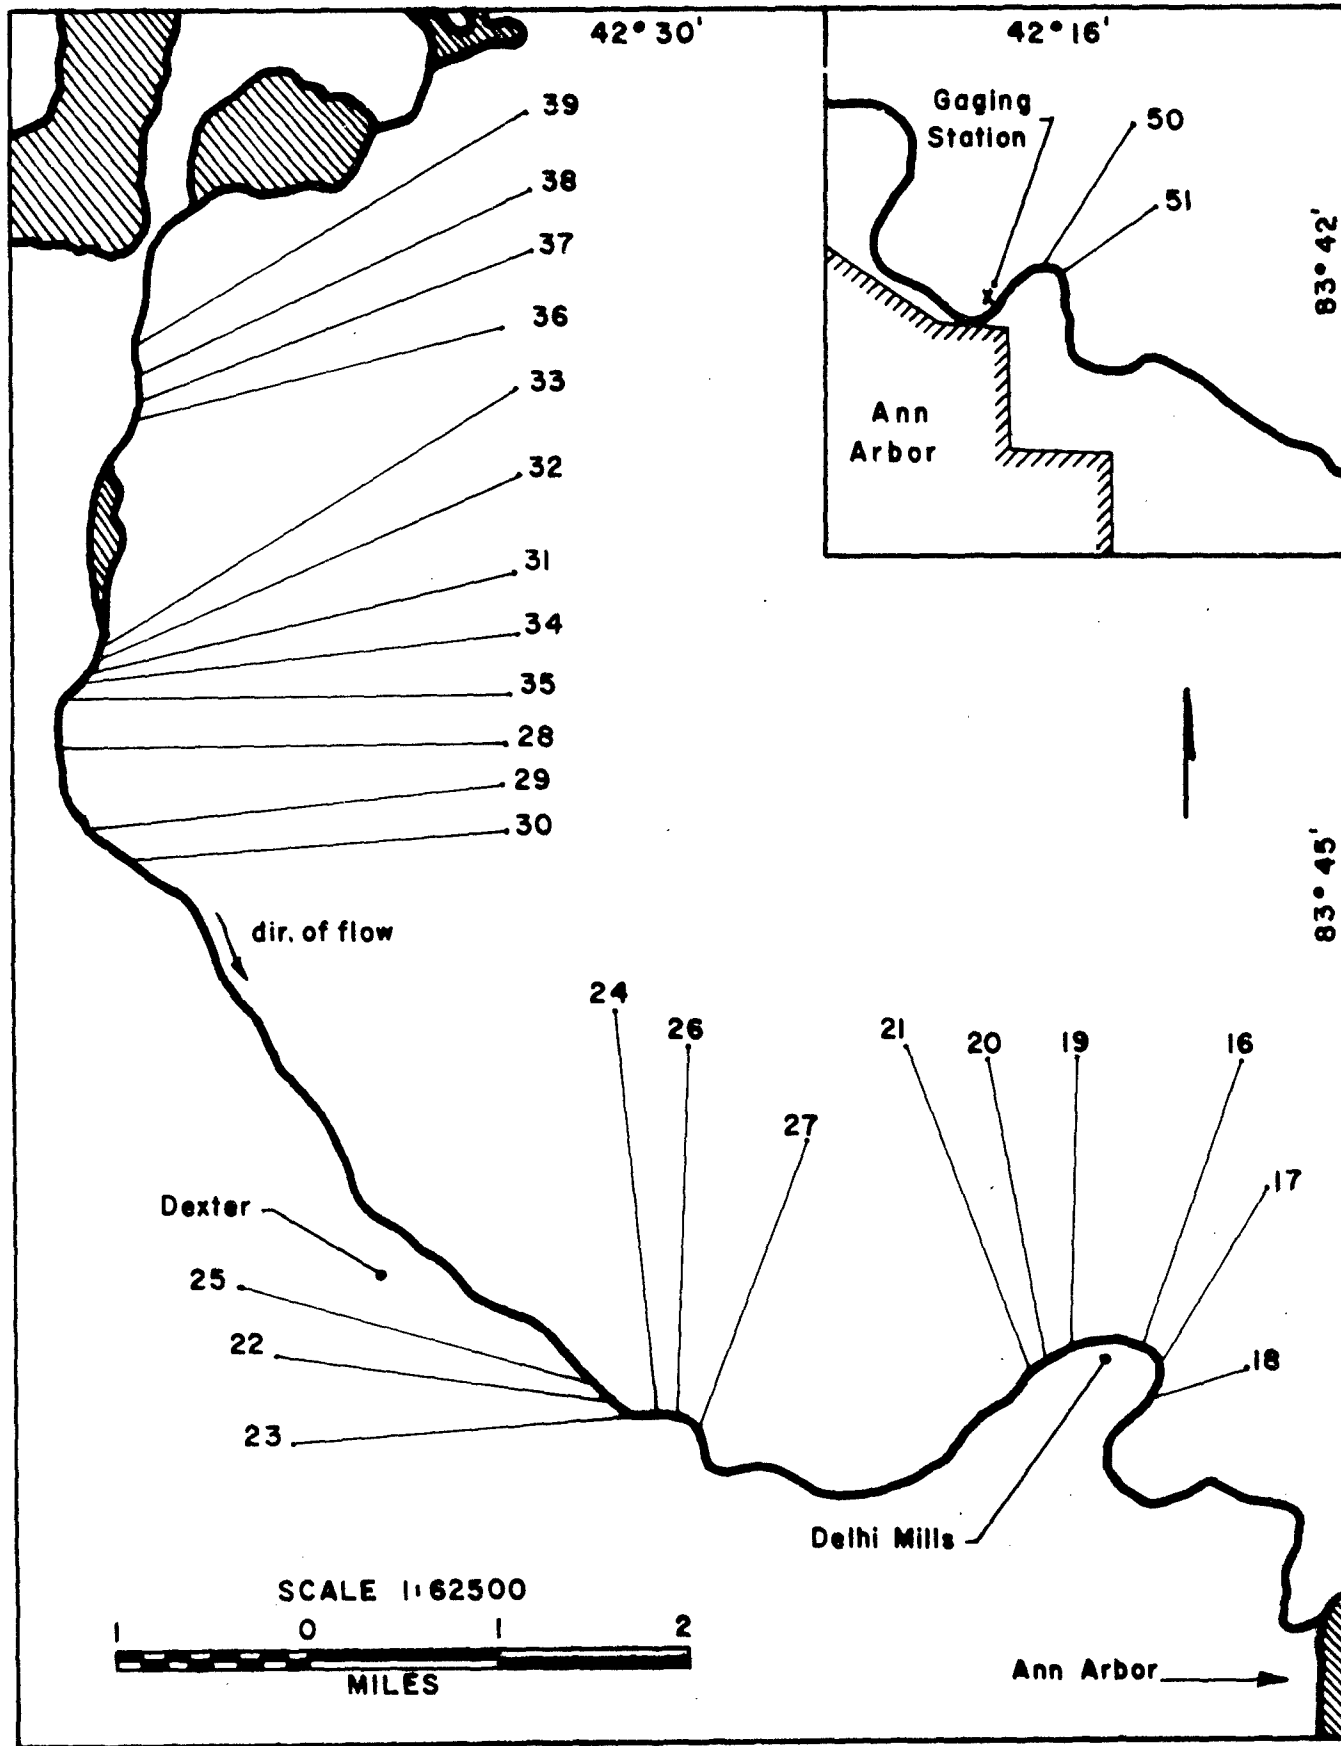 42° 30'
42° 16'
Gaging
Station
50
51
83° 42'
Ann
Arbor
39
38
37
36
33
32
31
34
35
28
29
30
83° 45'
dir. of flow
24
26
27
21
20
19
16
17
18
Dexter
25
22
23
Delhi Mills
SCALE 1:62500
1 0 1 2
MILES
Ann Arbor